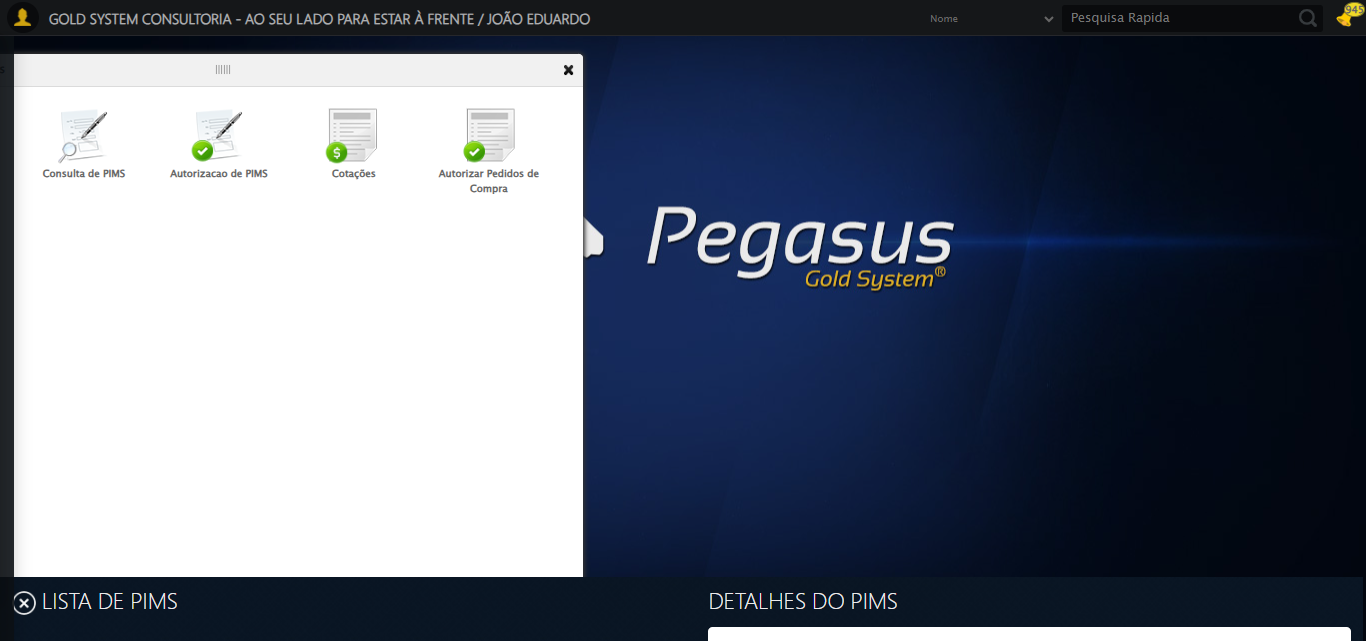 GOLD SYSTEM CONSULTORIA - AO SEU LADO PARA ESTAR À FRENTE / JOÃO EDUARDO
Nome
Pesquisa Rapida
945
s
Consulta de PIMS
Autorizacao de PIMS
Cotações
Autorizar Pedidos de
Compra
Pegasus
Gold System®
LISTA DE PIMS
DETALHES DO PIMS